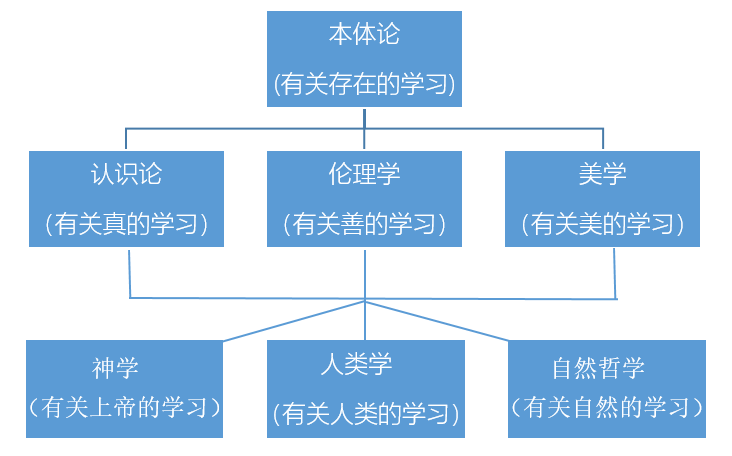 本体论
(有关存在的学习)
认识论
（有关真的学习）
伦理学
（有关善的学习）
美学
（有关美的学习）
神学
（有关上帝的学习）
人类学
(有关人类的学习)
自然哲学
（有关自然的学习）